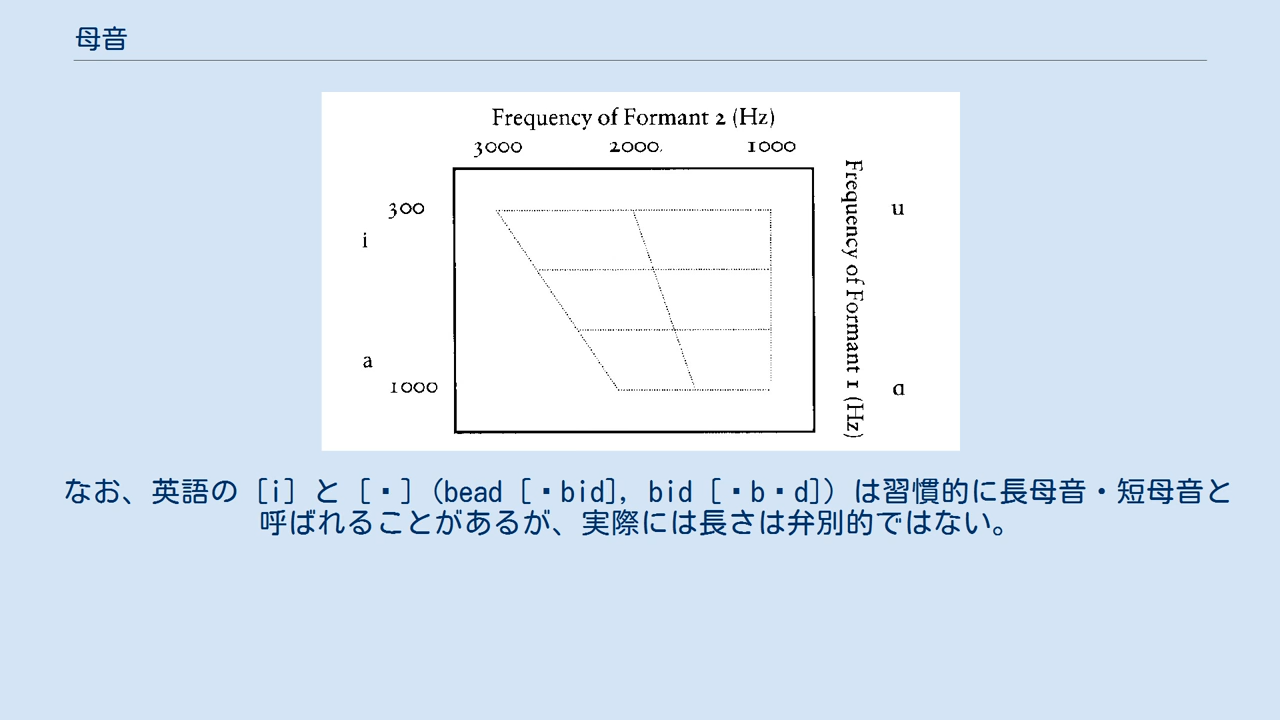 母音
Frequency of Formant 2 (Hz)
3000 2000 1000
300
i
a
1000
Frequency of Formant 1 (Hz)
u
ɑ
なお、英語の [i] と [▪] (bead [▪bid], bid [▪b▪d]) は習慣的に長母音・短母音と
呼ばれることがあるが、実際には長さは弁別的ではない。